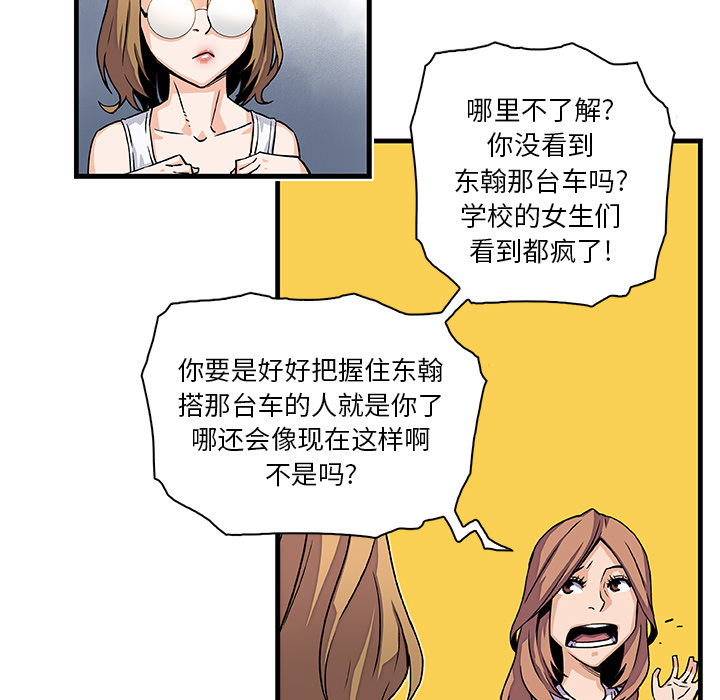 哪里不了解?
你没看到
东翰那台车吗?
学校的女生们
看到都疯了!
你要是好好把握住东翰
搭那台车的人就是你了
哪还会像现在这样啊
不是吗?